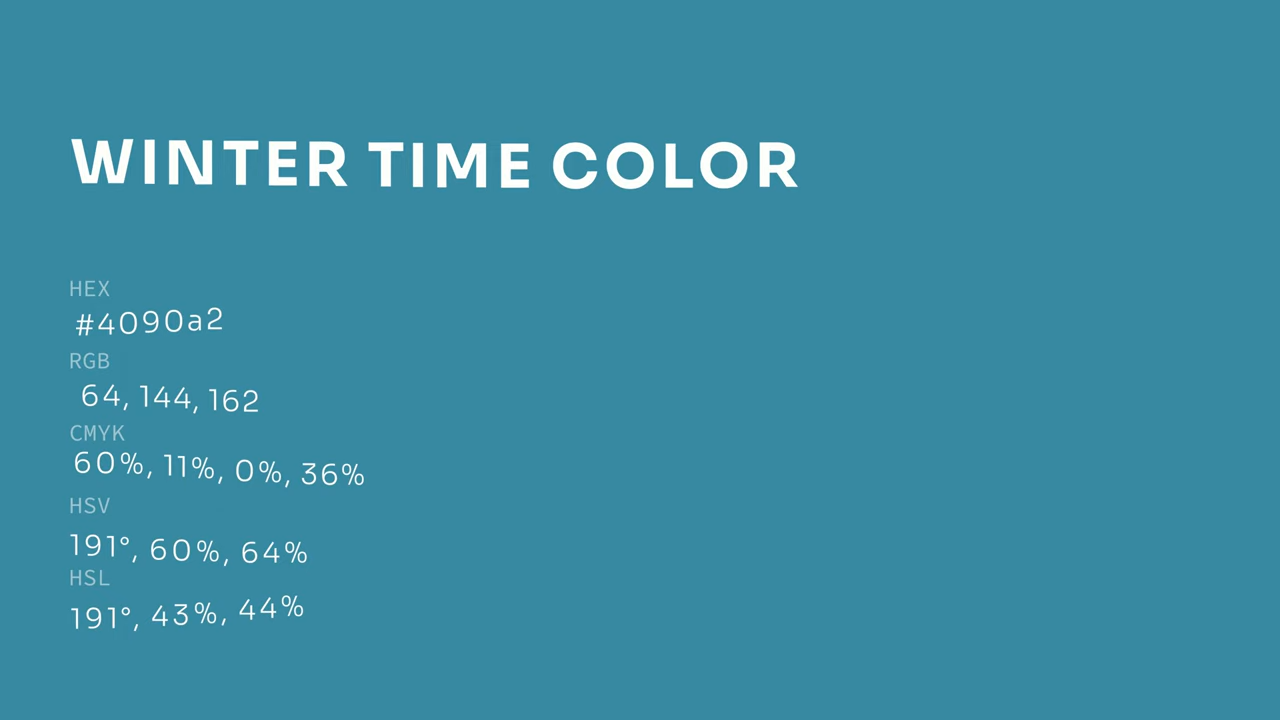 WINTER TIME COLOR
HEX
#4090a2
RGB
64, 144, 162
CMYK
60%, 11%, 0%, 36%
HSV
191°, 60%, 64%
HSL
191°, 43%, 44%